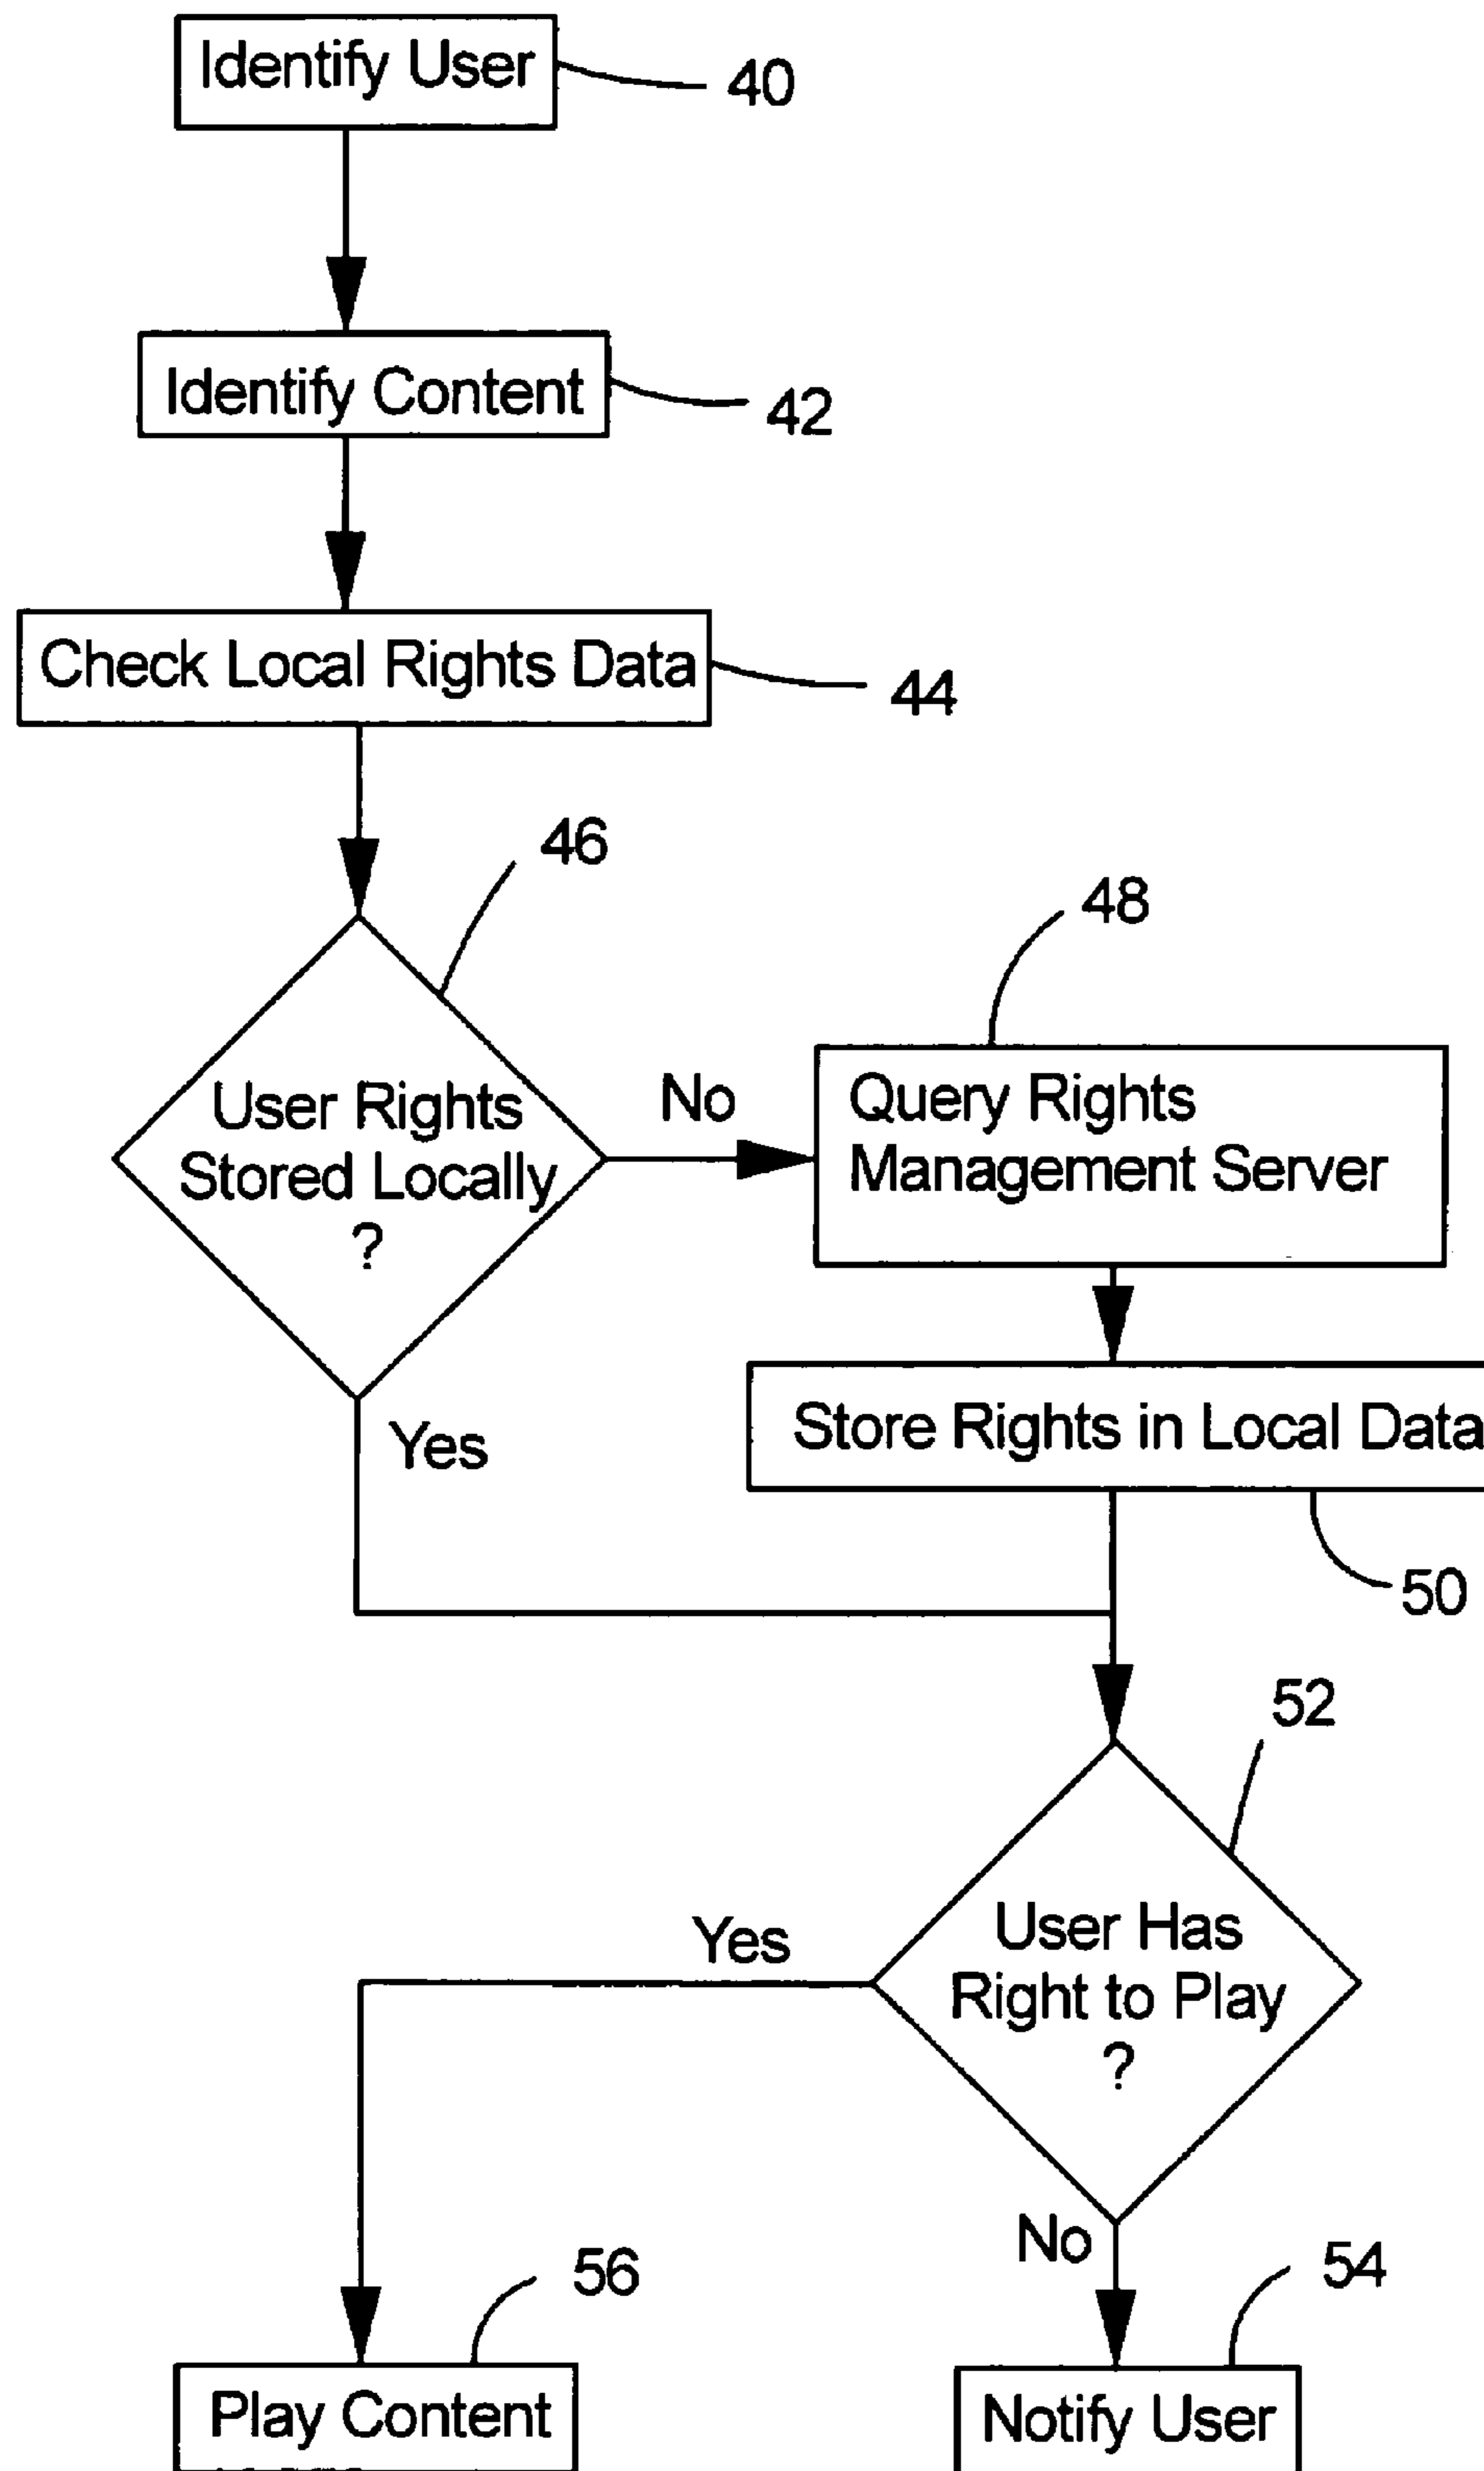 Identify User
40
Identify Content
42
Check Local Rights Data
44
46
48
User Rights
Stored Locally
?
No
Query Rights
Management Server
Yes
Store Rights in Local Data
50
52
User Has
Right to Play
?
Yes
No
56
54
Play Content
Notify User